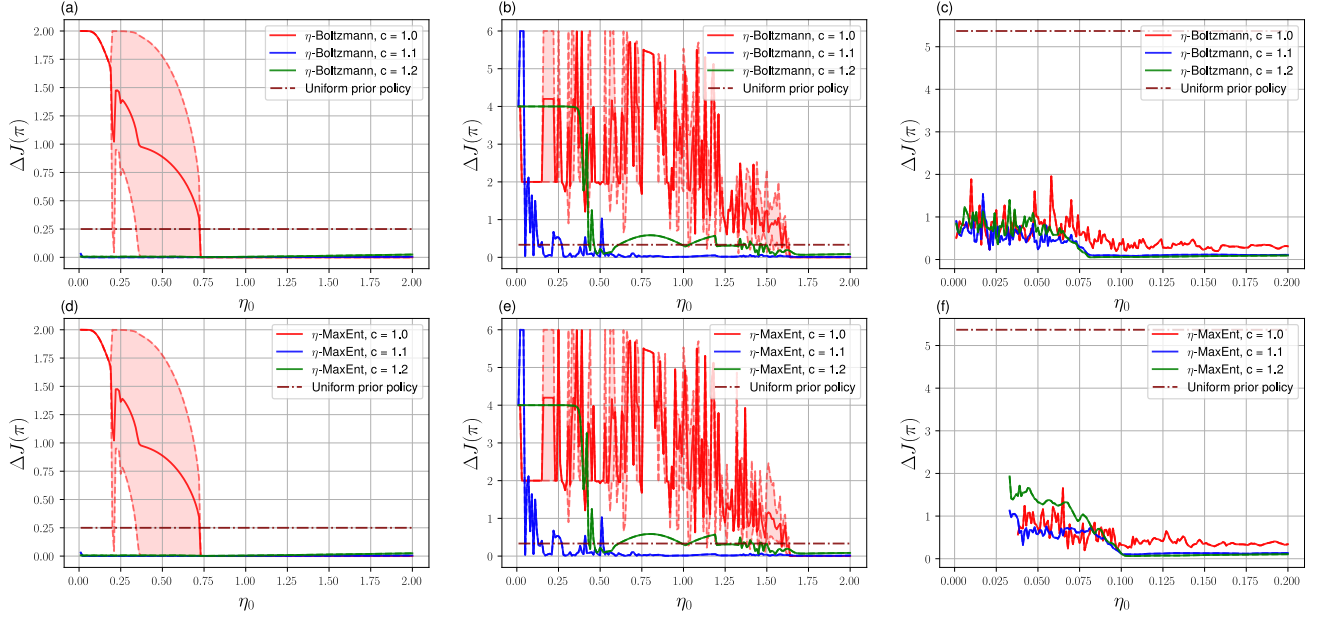 (a)
2.00
1.75
1.50
1.25
1.00
0.75
0.50
0.25
0.00
ΔJ(π)
0.00 0.25 0.50 0.75 1.00 1.25 1.50 1.75 2.00
η₀
η-Boltzmann, c = 1.0
η-Boltzmann, c = 1.1
η-Boltzmann, c = 1.2
Uniform prior policy
(b)
6
5
4
3
2
1
0
ΔJ(π)
0.00 0.25 0.50 0.75 1.00 1.25 1.50 1.75 2.00
η₀
η-Boltzmann, c = 1.0
η-Boltzmann, c = 1.1
η-Boltzmann, c = 1.2
Uniform prior policy
(c)
5
4
3
2
1
0
ΔJ(π)
0.000 0.025 0.050 0.075 0.100 0.125 0.150 0.175 0.200
η₀
η-Boltzmann, c = 1.0
η-Boltzmann, c = 1.1
η-Boltzmann, c = 1.2
Uniform prior policy
(d)
2.00
1.75
1.50
1.25
1.00
0.75
0.50
0.25
0.00
ΔJ(π)
0.00 0.25 0.50 0.75 1.00 1.25 1.50 1.75 2.00
η₀
η-MaxEnt, c = 1.0
η-MaxEnt, c = 1.1
η-MaxEnt, c = 1.2
Uniform prior policy
(e)
6
5
4
3
2
1
0
ΔJ(π)
0.00 0.25 0.50 0.75 1.00 1.25 1.50 1.75 2.00
η₀
η-MaxEnt, c = 1.0
η-MaxEnt, c = 1.1
η-MaxEnt, c = 1.2
Uniform prior policy
(f)
5
4
3
2
1
0
ΔJ(π)
0.000 0.025 0.050 0.075 0.100 0.125 0.150 0.175 0.200
η₀
η-MaxEnt, c = 1.0
η-MaxEnt, c = 1.1
η-MaxEnt, c = 1.2
Uniform prior policy